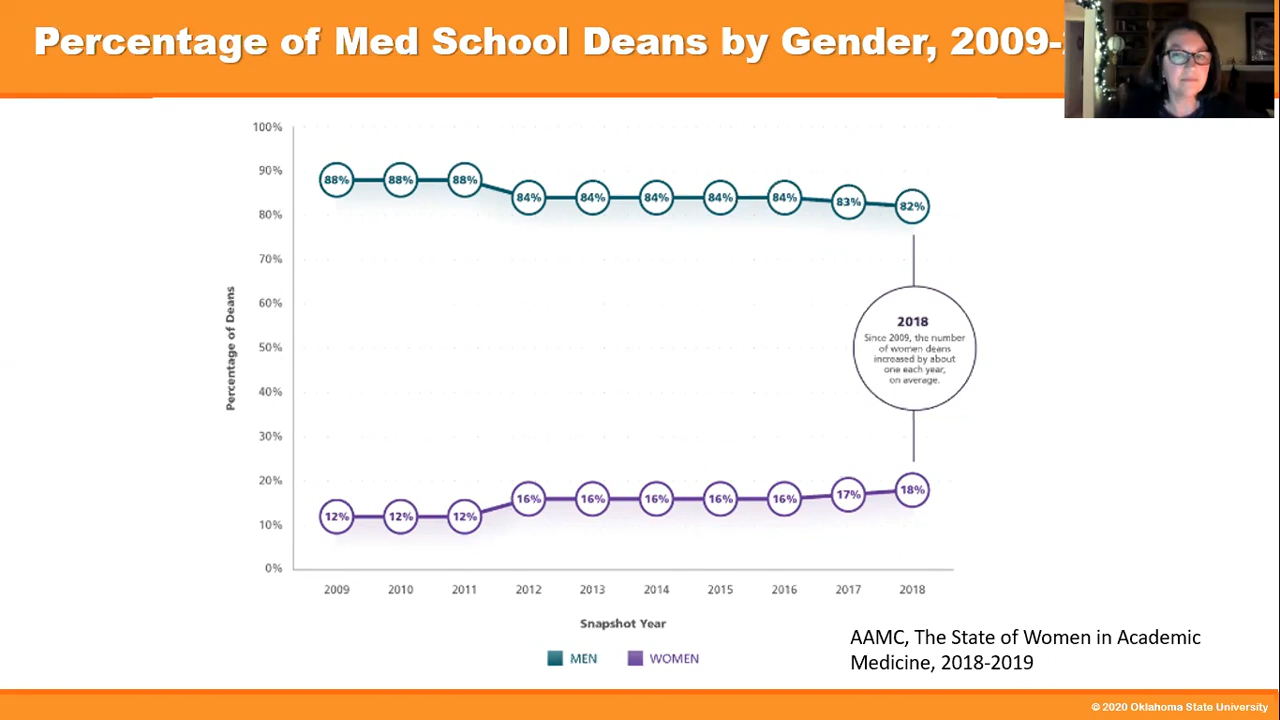 Percentage of Med School Deans by Gender, 2009-
100%
90%
88% 88% 88% 84% 84% 84% 84% 84% 83% 82%
80%
70%
60%
50%
40%
30%
20%
10%
0%
Percentage of Deans
2018
Since 2009, the number
of women deans
increased by about
one each year,
on average.
12% 12% 12% 16% 16% 16% 16% 16% 17% 18%
2009 2010 2011 2012 2013 2014 2015 2016 2017 2018
Snapshot Year
MEN WOMEN
AAMC, The State of Women in Academic
Medicine, 2018-2019
© 2020 Oklahoma State University